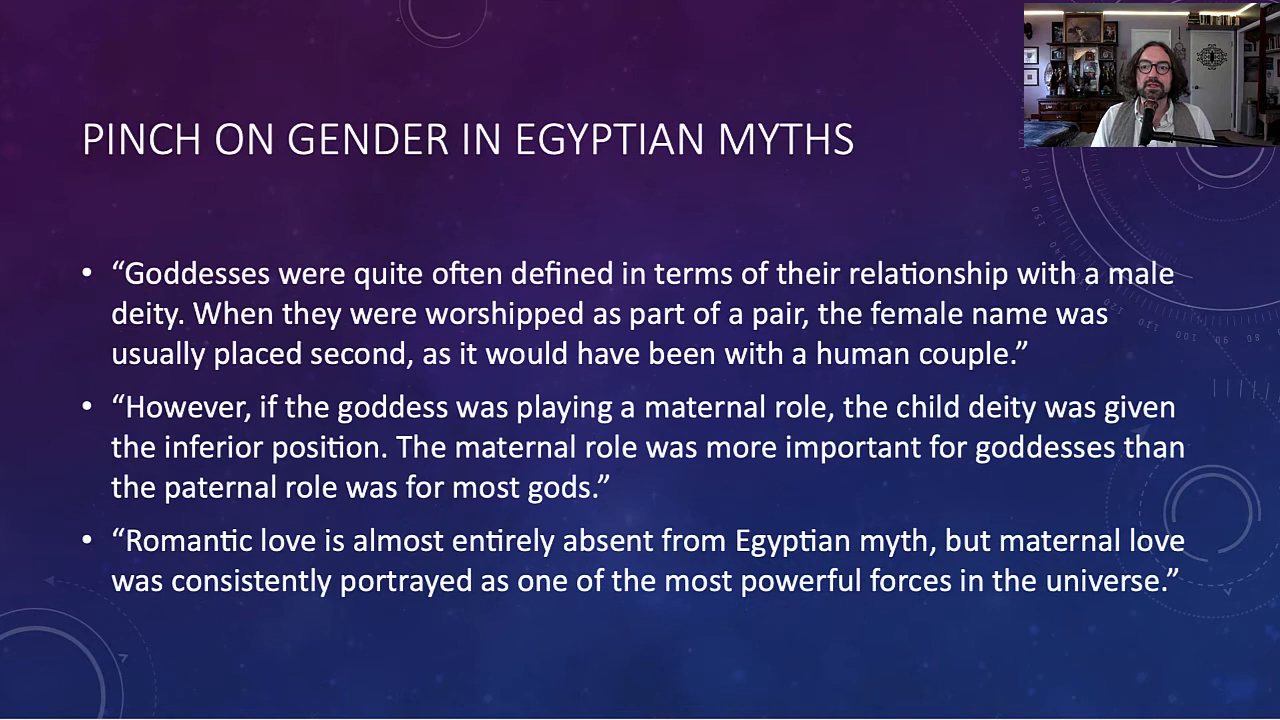 PINCH ON GENDER IN EGYPTIAN MYTHS
• “Goddesses were quite often defined in terms of their relationship with a male
deity. When they were worshipped as part of a pair, the female name was
usually placed second, as it would have been with a human couple.”
• “However, if the goddess was playing a maternal role, the child deity was given
the inferior position. The maternal role was more important for goddesses than
the paternal role was for most gods.”
• “Romantic love is almost entirely absent from Egyptian myth, but maternal love
was consistently portrayed as one of the most powerful forces in the universe.”